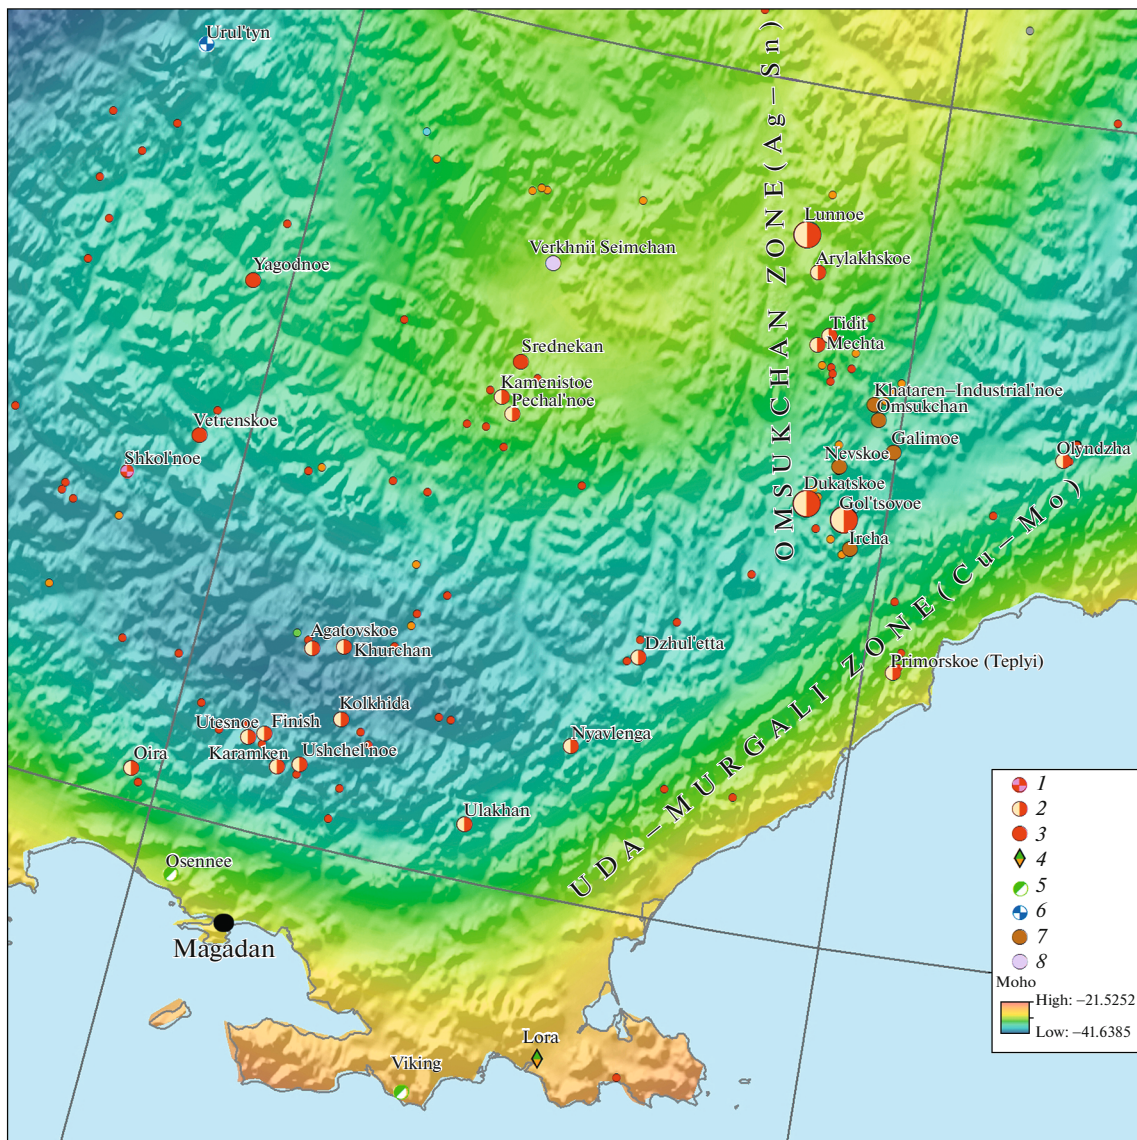 Urul'tyn
OMSUKCHAN ZONE (Ag–Sn)
Lunnoe
Verkhnii Seimchan
Arylakhskoe
Yagodnoe
Tidit
Mechta
Srednekan
Kamenistoe
Pechal'noe
Khataren–Industrial'noe
Omsukchan
Vetrenskoe
Galimoe
Olyndzha
Shkol'noe
Nevskoe
Dukatskoe
Gol'tsovoe
Ircha
UDA–MURGALI ZONE (Cu–Mo)
Agatovskoe
Khurchan
Dzhul'etta
Primorskoe (Teplyi)
Kolkhida
Utesnoe
Finish
Nyavlenga
Oira
Karamken
Ushchel'noe
Ulakhan
Osennee
Magadan
Lora
Viking
1
2
3
4
5
6
7
8
Moho
High: –21.5252
Low: –41.6385